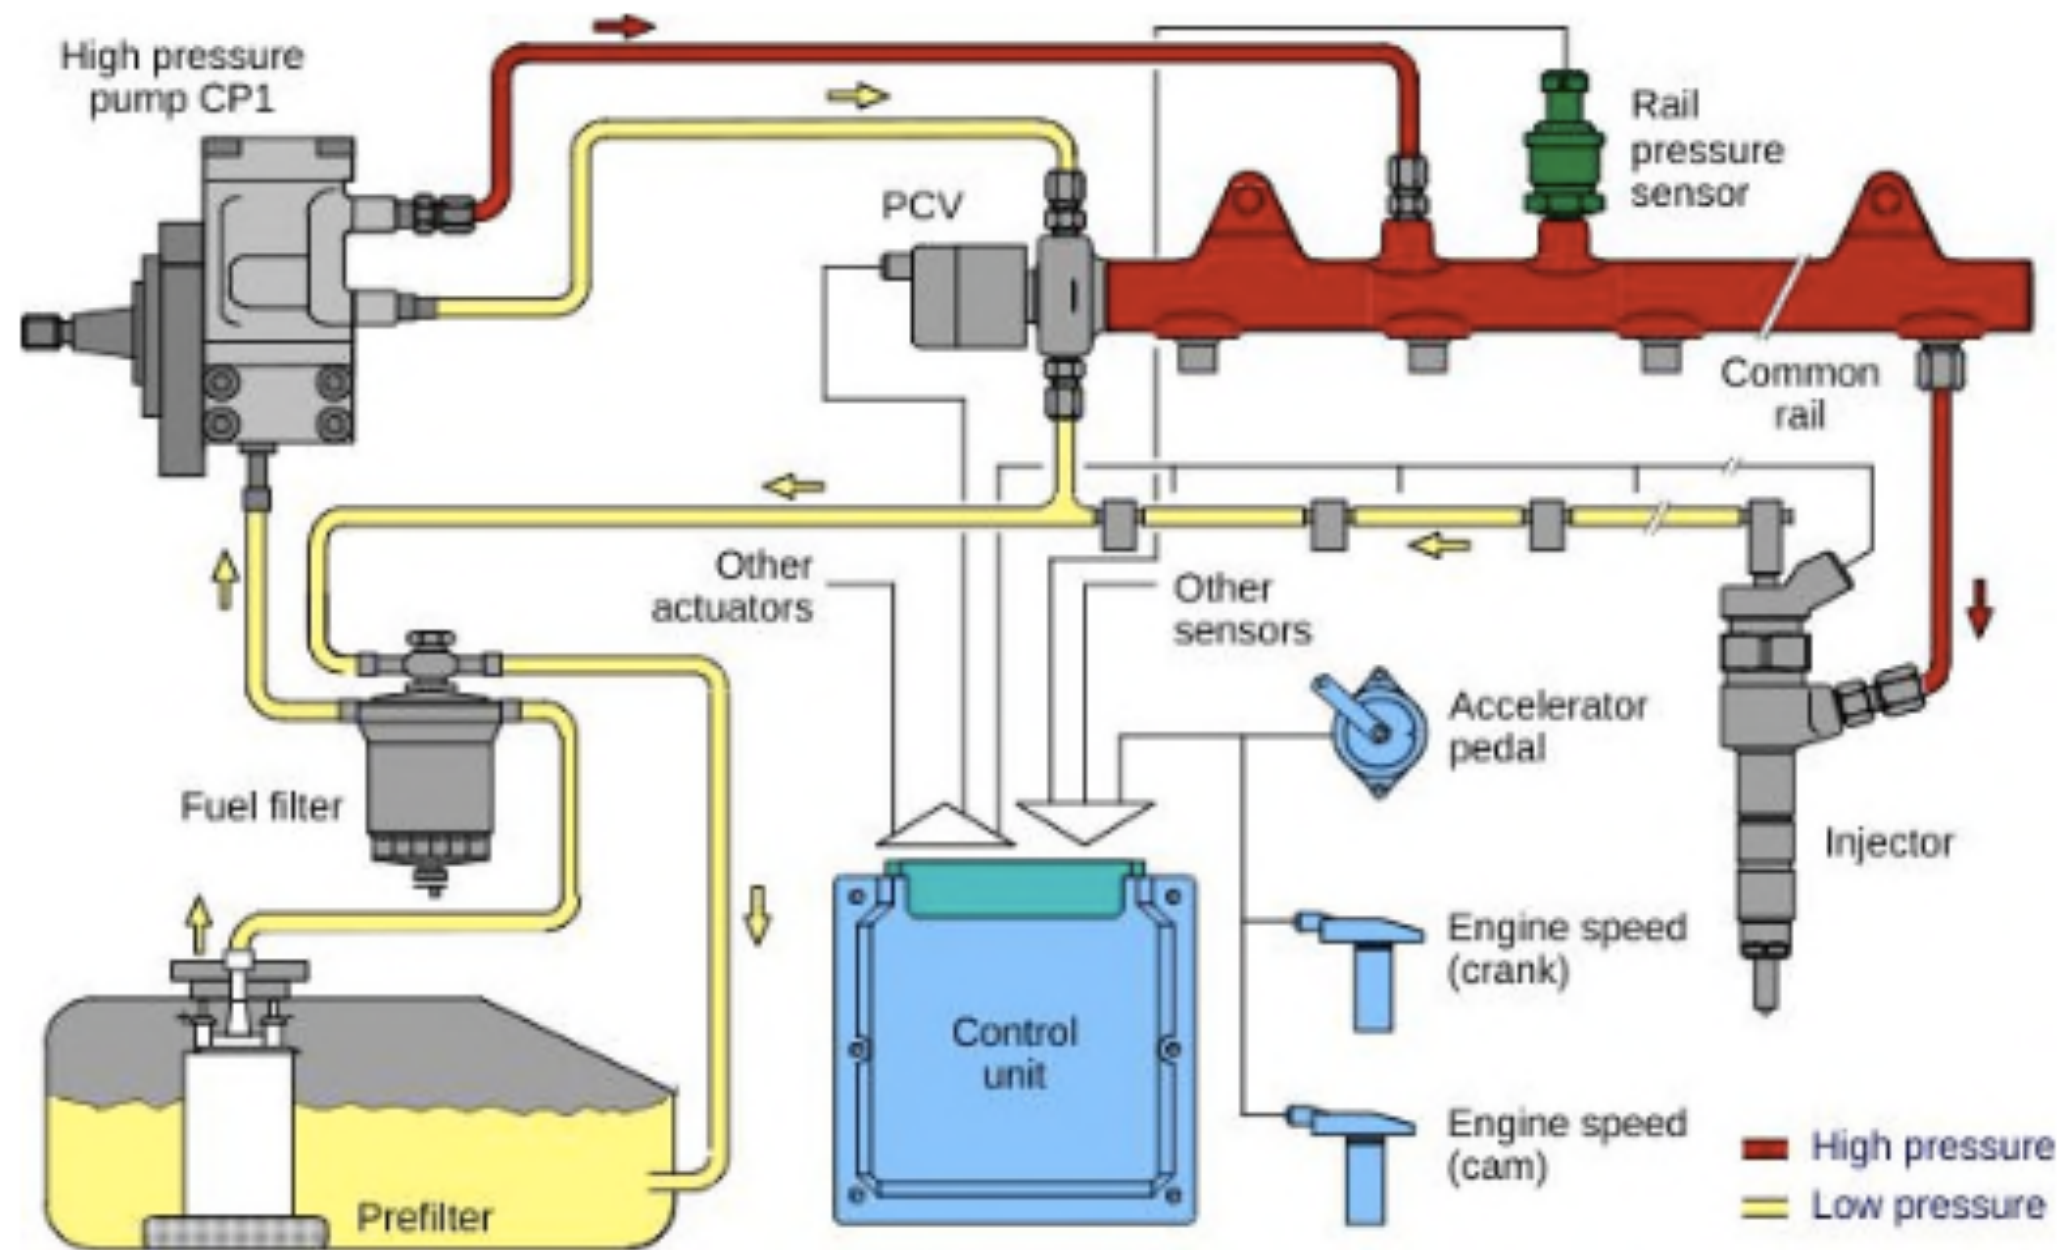 High pressure
pump CP1
Rail
pressure
sensor
PCV
Common
rail
Other
actuators
Other
sensors
Accelerator
pedal
Fuel filter
Injector
Engine speed
(crank)
Control
unit
Engine speed
(cam)
High pressure
Low pressure
Prefilter